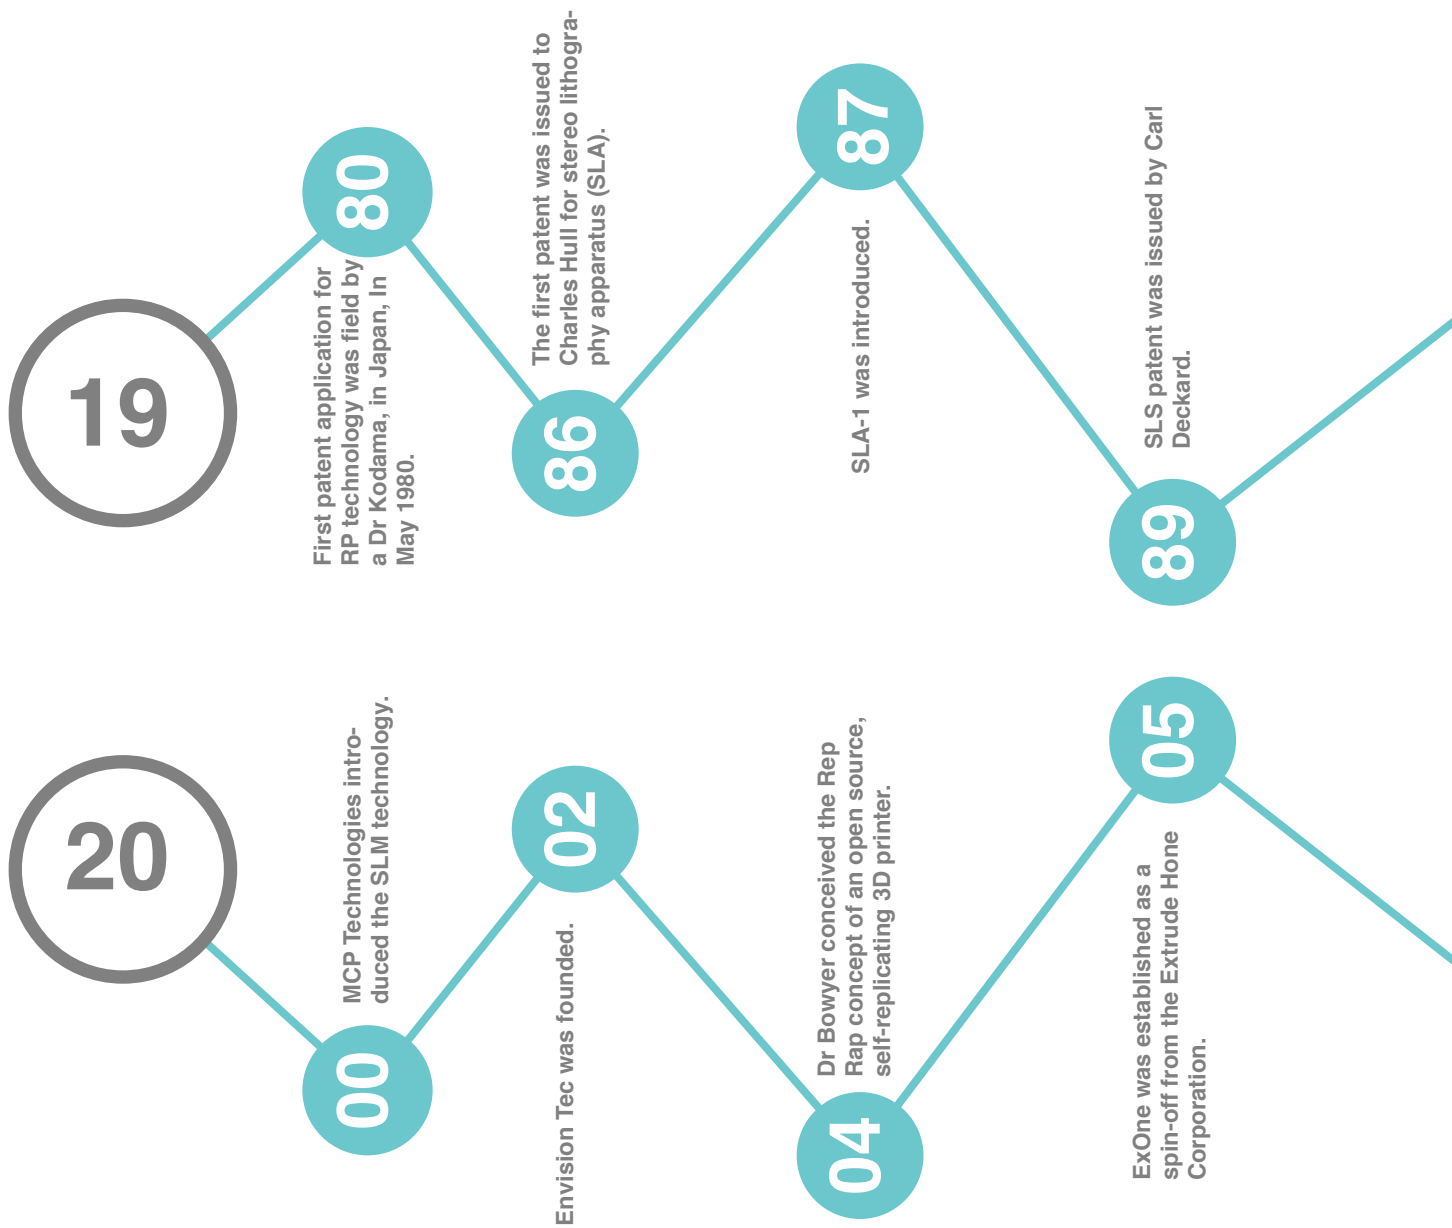 19
80
First patent application for
RP technology was field by
a Dr Kodama, in Japan, In
May 1980.
86
The first patent was issued to
Charles Hull for stereo lithogra-
phy apparatus (SLA).
87
SLA-1 was introduced.
89
SLS patent was issued by Carl
Deckard.
20
00
MCP Technologies intro-
duced the SLM technology.
02
Envision Tec was founded.
04
Dr Bowyer conceived the Rep
Rap concept of an open source,
self-replicating 3D printer.
05
ExOne was established as a
spin-off from the Extrude Hone
Corporation.